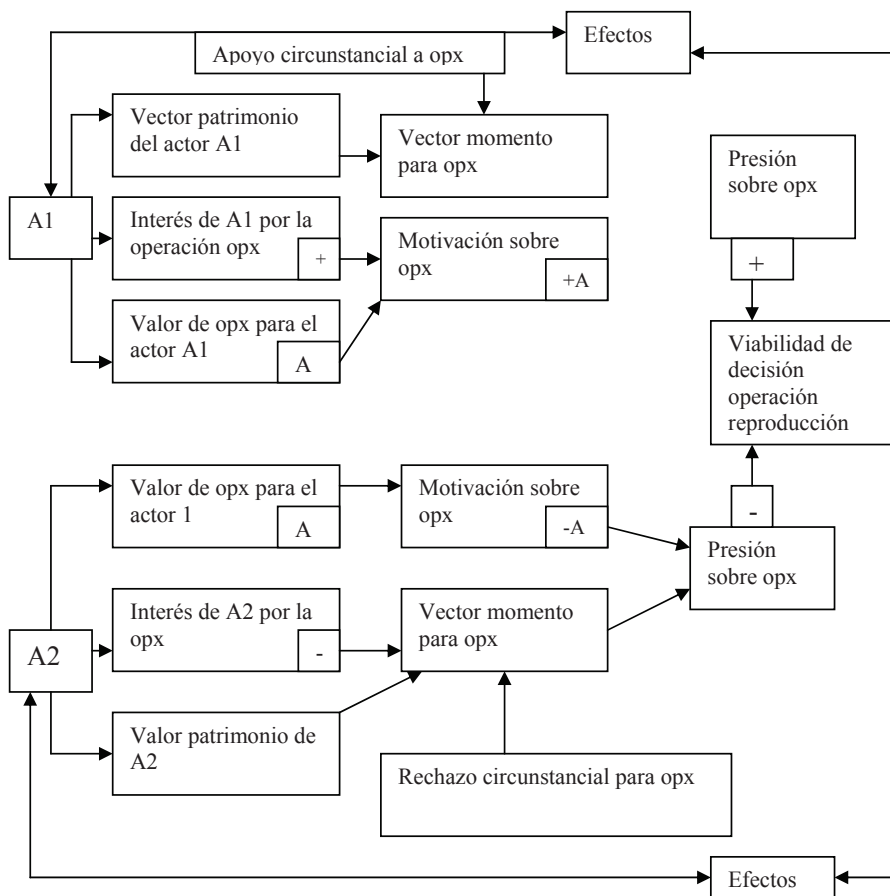 Efectos
Apoyo circunstancial a opx
Vector patrimonio
del actor A1
Vector momento
para opx
Presión
sobre opx
+
A1
Interés de A1 por la
operación opx
+
Motivación sobre
opx
+A
Valor de opx para el
actor A1
A
Viabilidad de
decisión
operación
reproducción
Valor de opx para el
actor 1
A
Motivación sobre
opx
-A
-
Presión
sobre opx
A2
Interés de A2 por la
opx
-
Vector momento
para opx
Valor patrimonio de
A2
Rechazo circunstancial para opx
Efectos